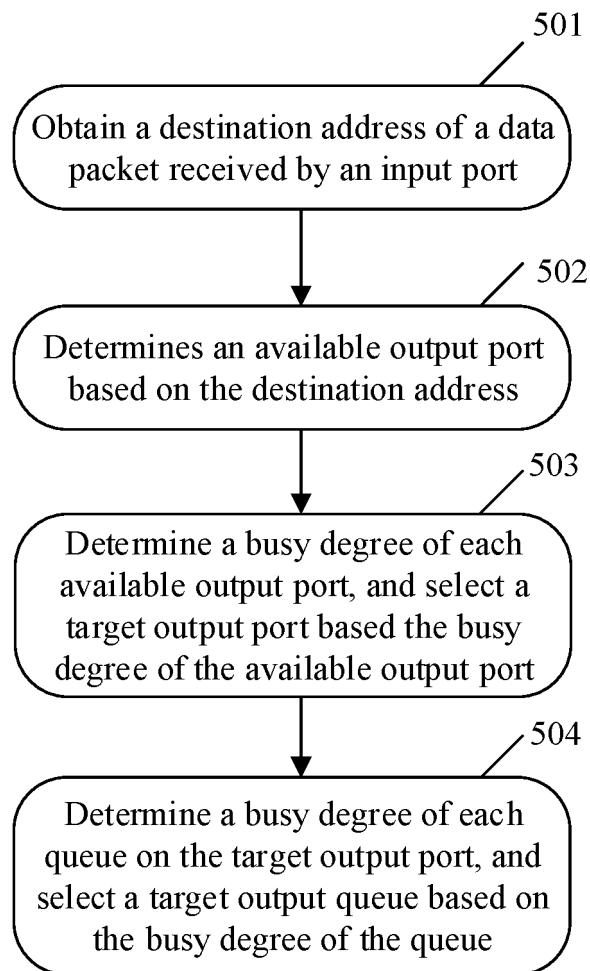 501
Obtain a destination address of a data
packet received by an input port
502
Determines an available output port
based on the destination address
503
Determine a busy degree of each
available output port, and select a
target output port based the busy
degree of the available output port
504
Determine a busy degree of each
queue on the target output port, and
select a target output queue based on
the busy degree of the queue